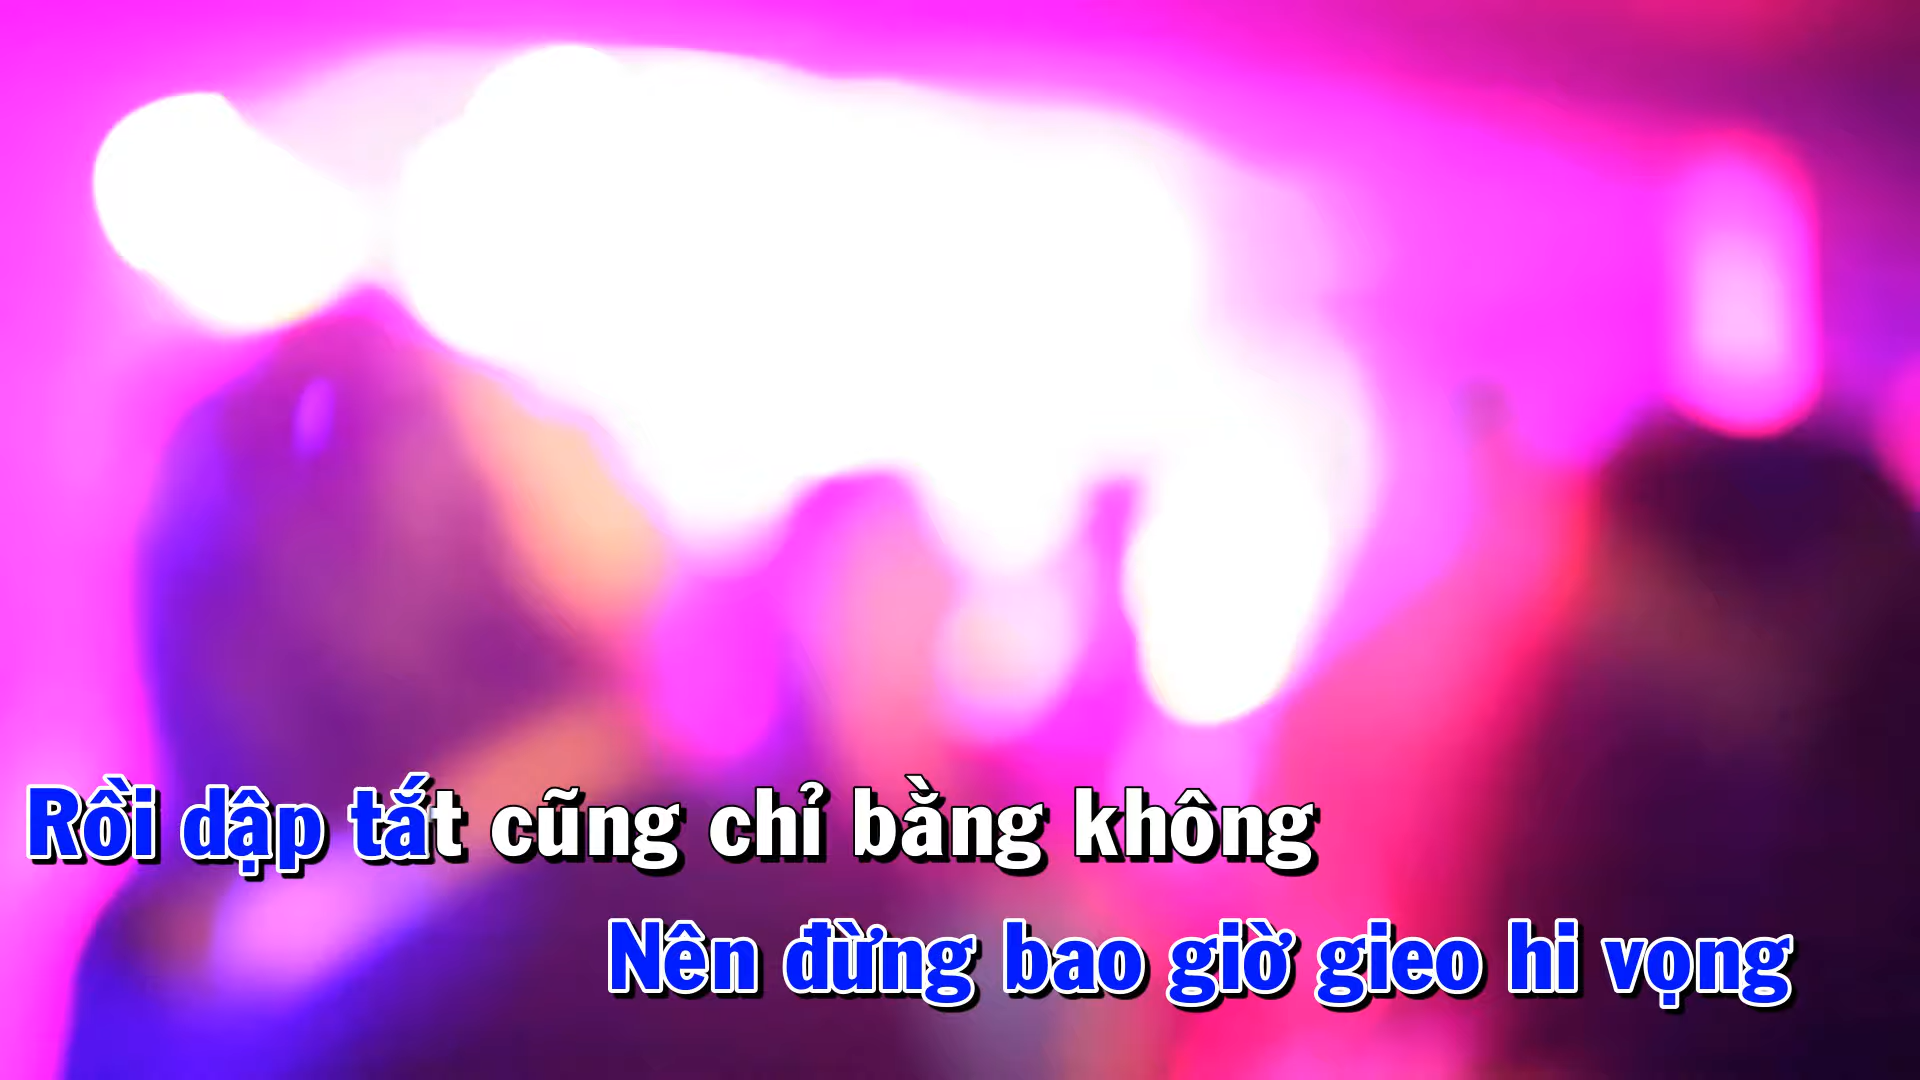 Rồi dập tắt cũng chỉ bằng không
Nên đừng bao giờ gieo hi vọng